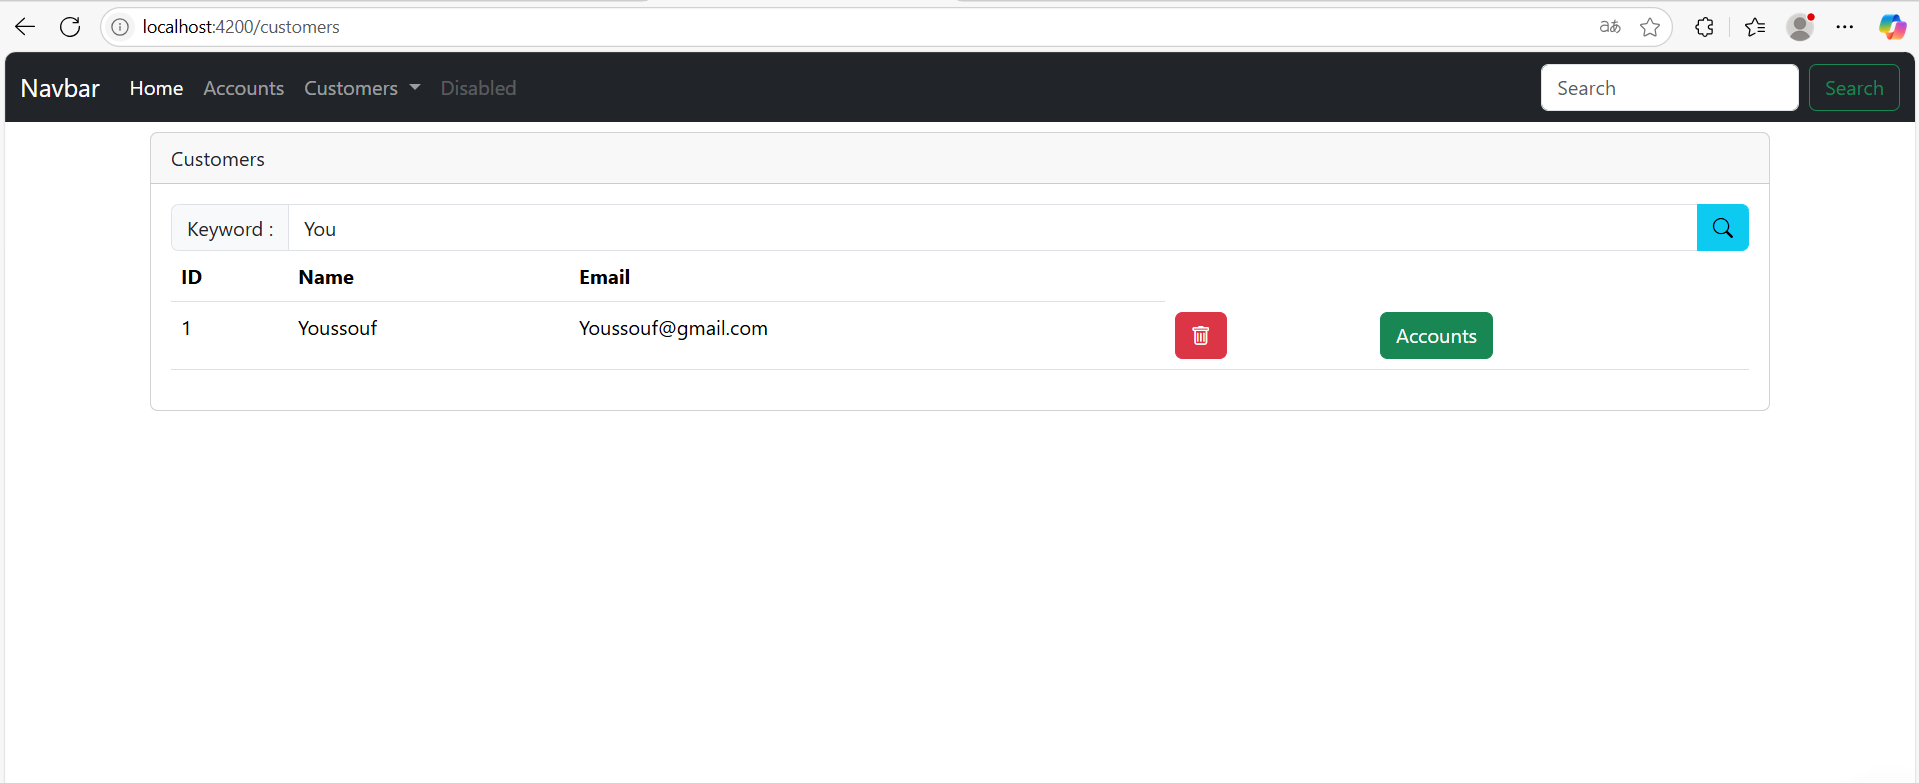 localhost:4200/customers
Navbar Home Accounts Customers Disabled Search Search
Customers
Keyword : You
ID Name Email
1 Youssouf Youssouf@gmail.com Accounts